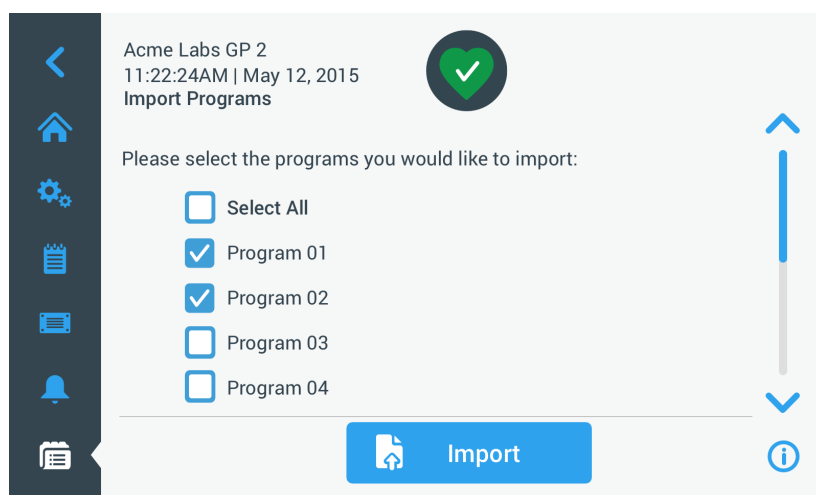 Acme Labs GP 2
11:22:24AM | May 12, 2015
Import Programs
Please select the programs you would like to import:
Select All
Program 01
Program 02
Program 03
Program 04
Import